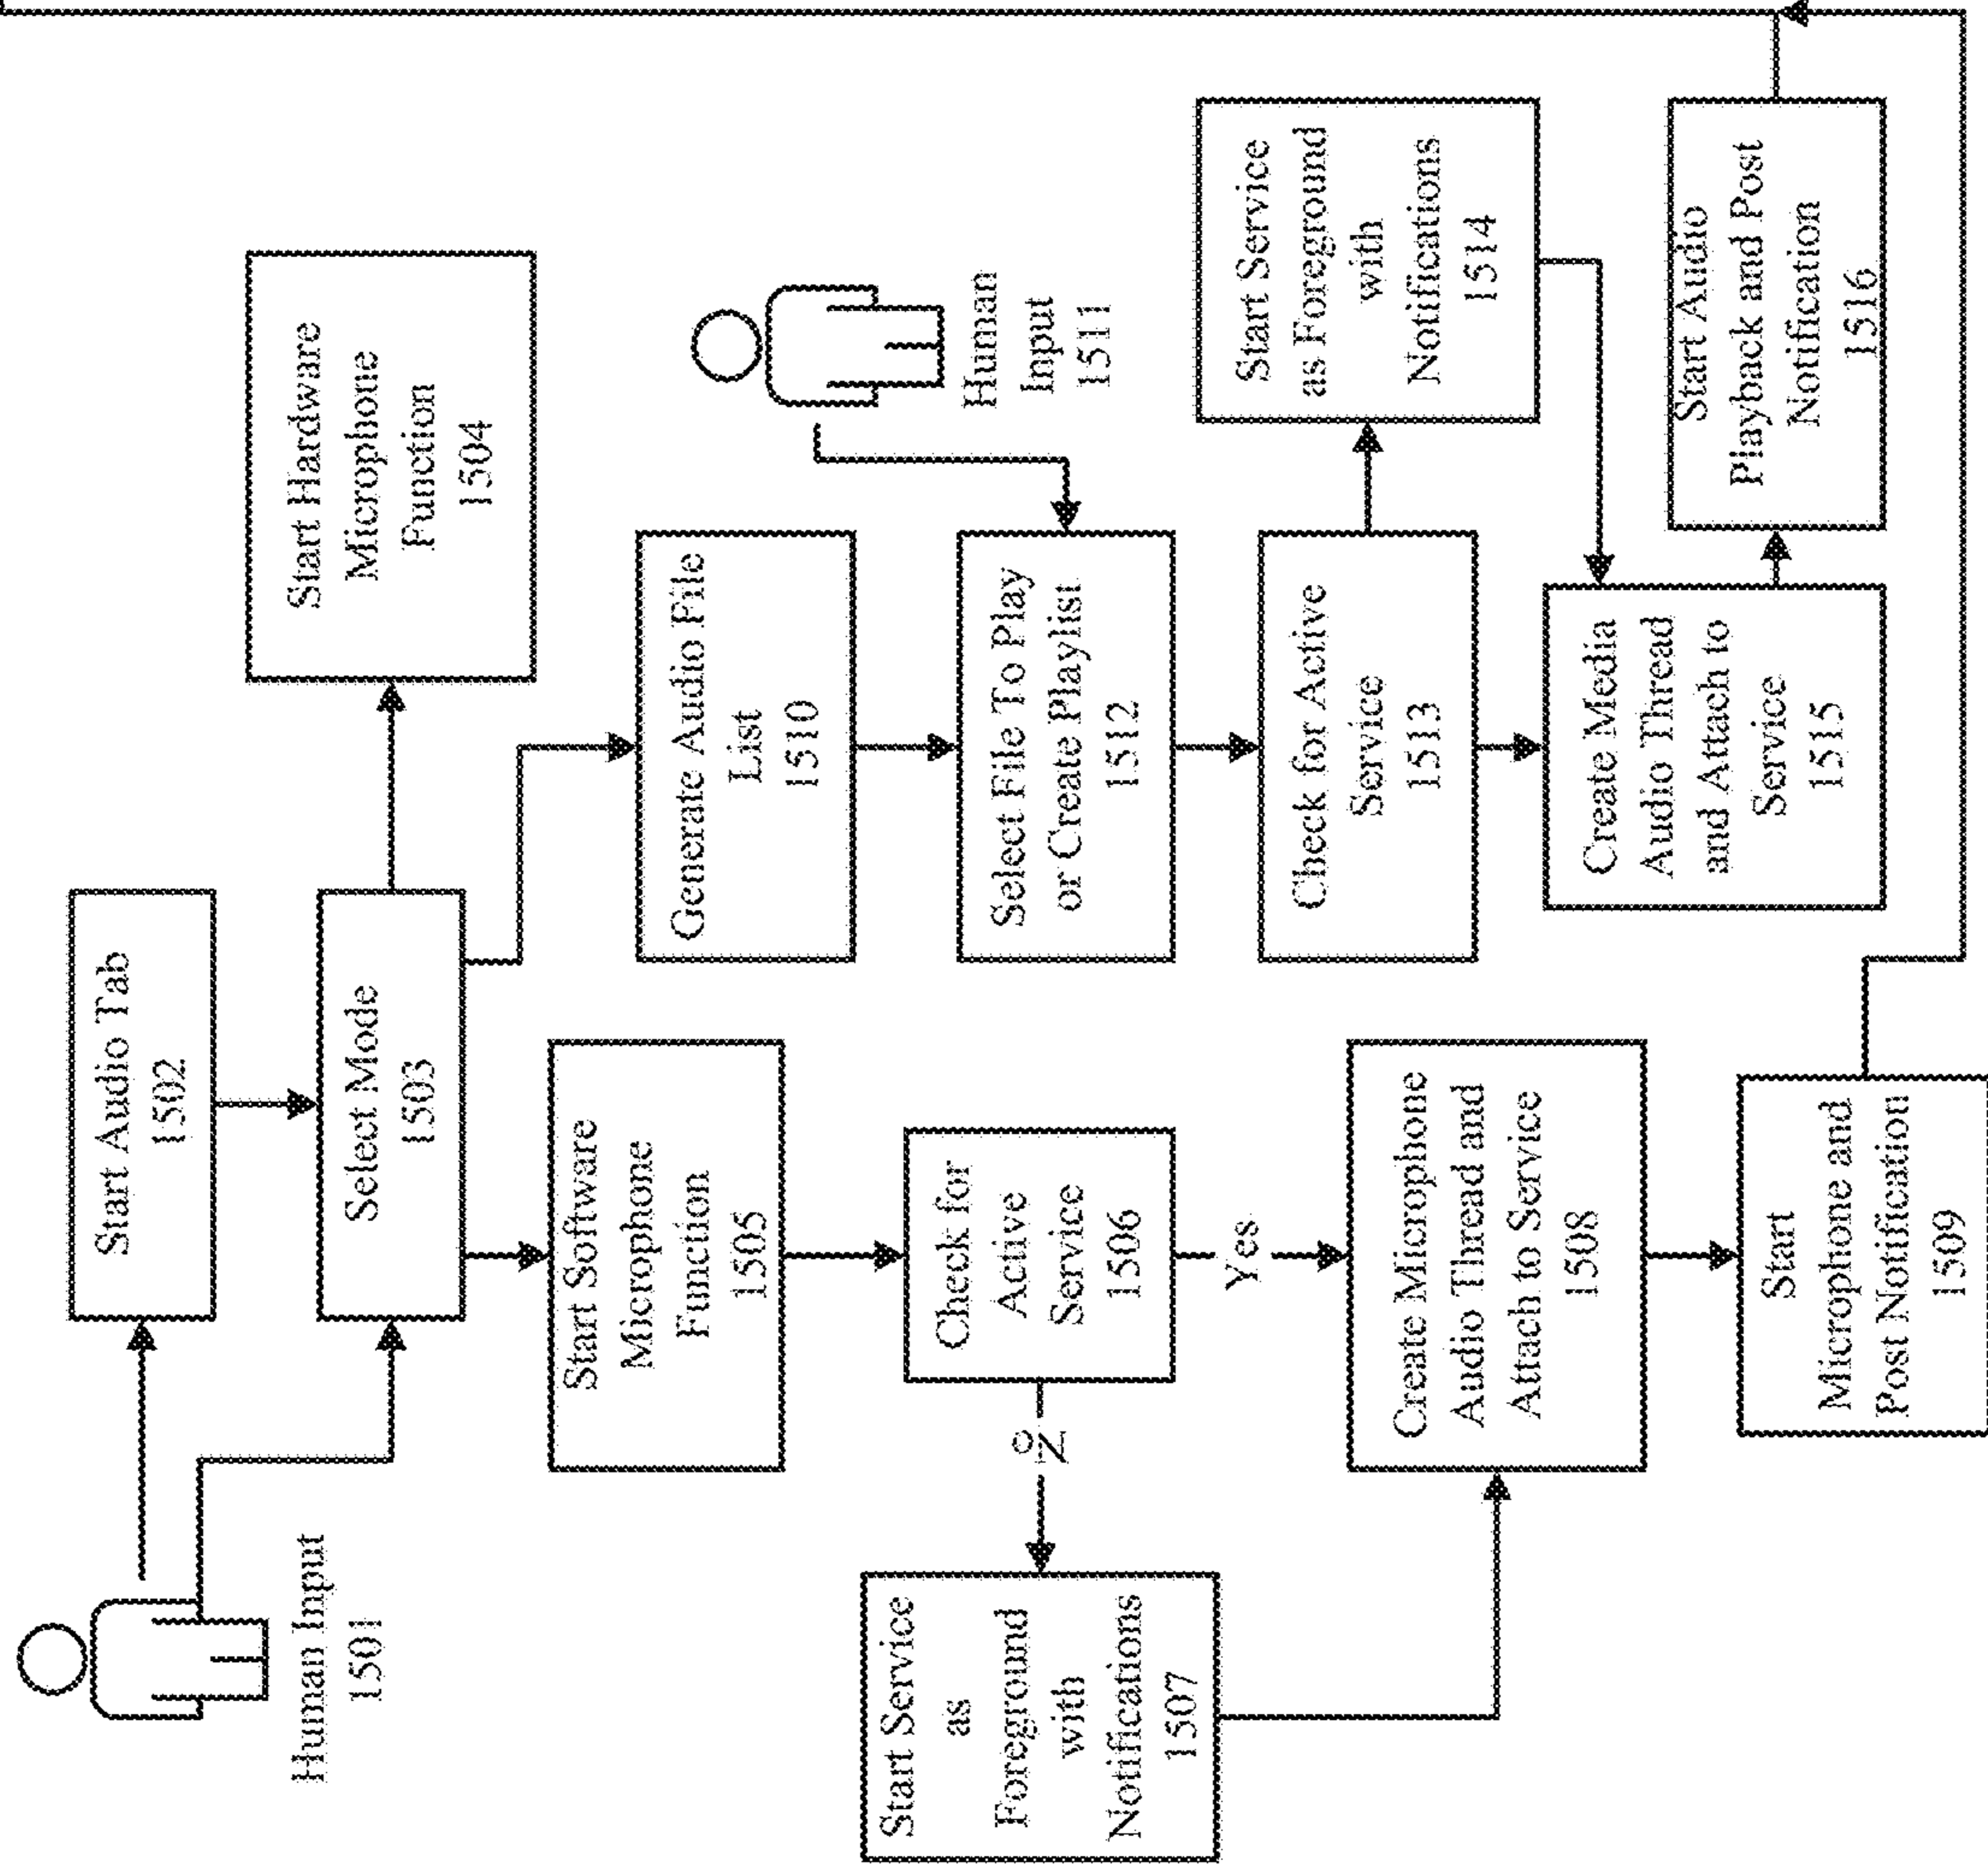 Human Input
1501
Start Audio Tab
1502
Select Mode
1503
Start Hardware
Microphone
Function
1504
Start Software
Microphone
Function
1505
Check for
Active
Service
1506
No
Yes
Start Service
as
Foreground
with
Notifications
1507
Create Microphone
Audio Thread and
Attach to Service
1508
Start
Microphone and
Post Notification
1509
Generate Audio File
List
1510
Human
Input
1511
Select File To Play
or Create Playlist
1512
Check for Active
Service
1513
Start Service
as Foreground
with
Notifications
1514
Create Media
Audio Thread
and Attach to
Service
1515
Start Audio
Playback and Post
Notification
1516